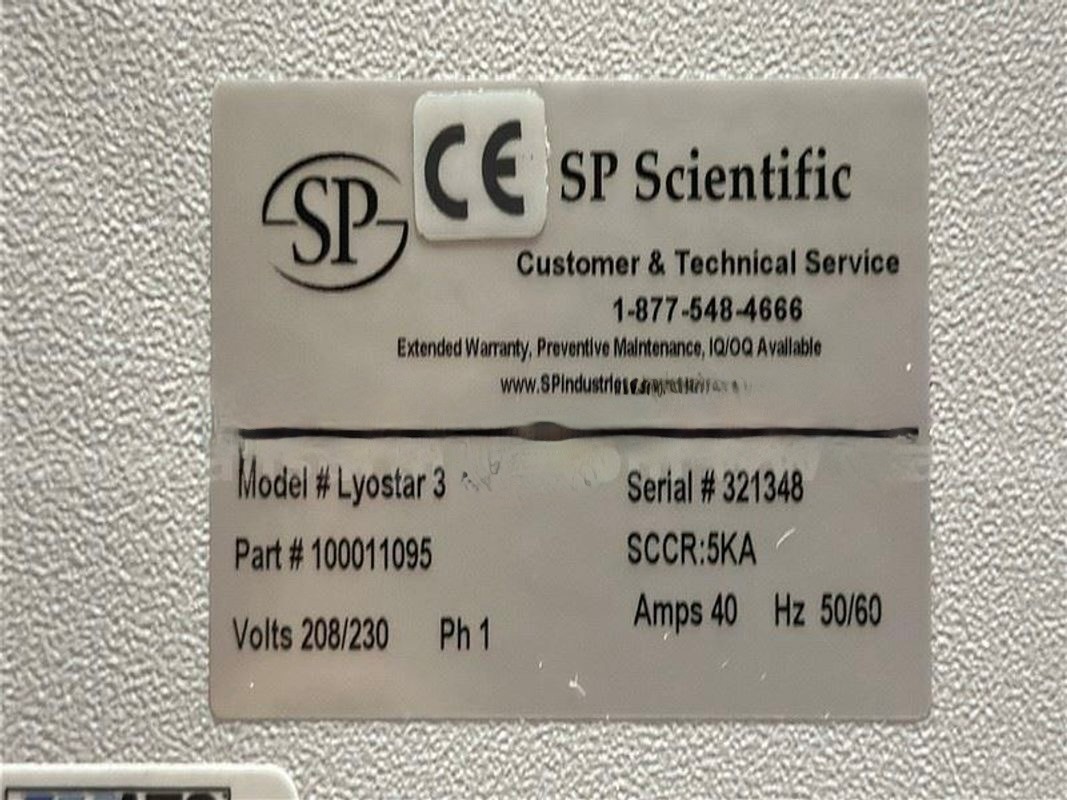 SP
CE
SP Scientific
Customer & Technical Service
1-877-548-4666
Extended Warranty, Preventive Maintenance, IQ/OQ Available
Model # Lyostar 3
Serial # 321348
Part # 100011095
SCCR:5KA
Volts 208/230 Ph 1
Amps 40 Hz 50/60